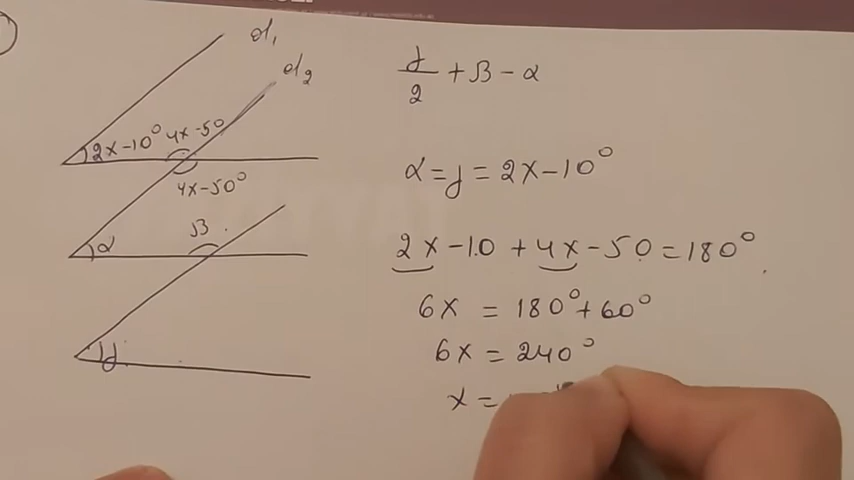 d₁
d₂
2x-10° 4x-50
4x-50°
α β
γ
γ/2 + β - α
α = γ = 2x-10°
2x-10 + 4x-50 = 180°
6x = 180° + 60°
6x = 240°
x =